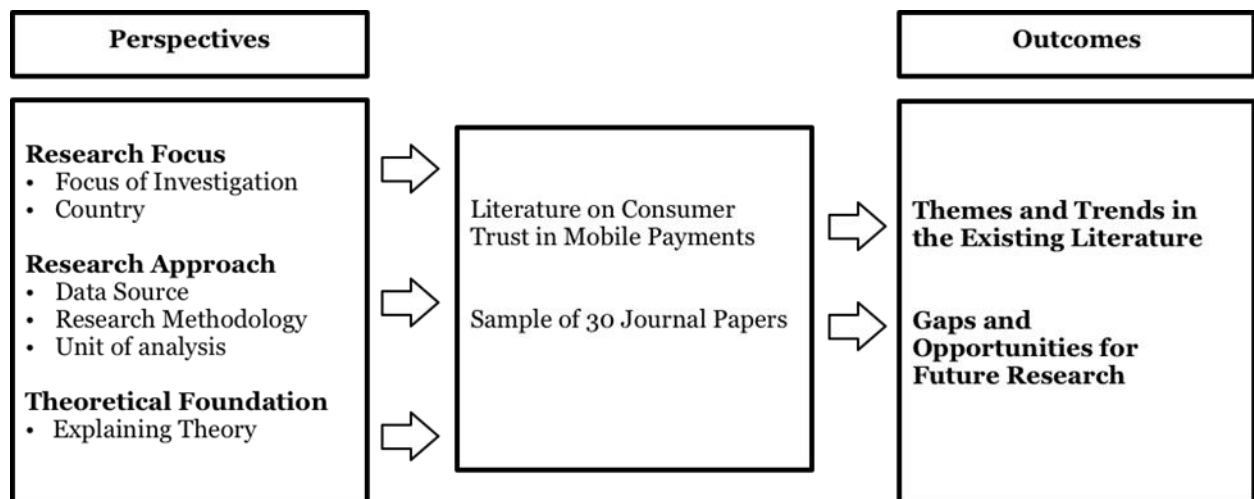 Perspectives
Research Focus
• Focus of Investigation
• Country
Research Approach
• Data Source
• Research Methodology
• Unit of analysis
Theoretical Foundation
• Explaining Theory
Literature on Consumer
Trust in Mobile Payments
Sample of 30 Journal Papers
Outcomes
Themes and Trends in
the Existing Literature
Gaps and
Opportunities for
Future Research